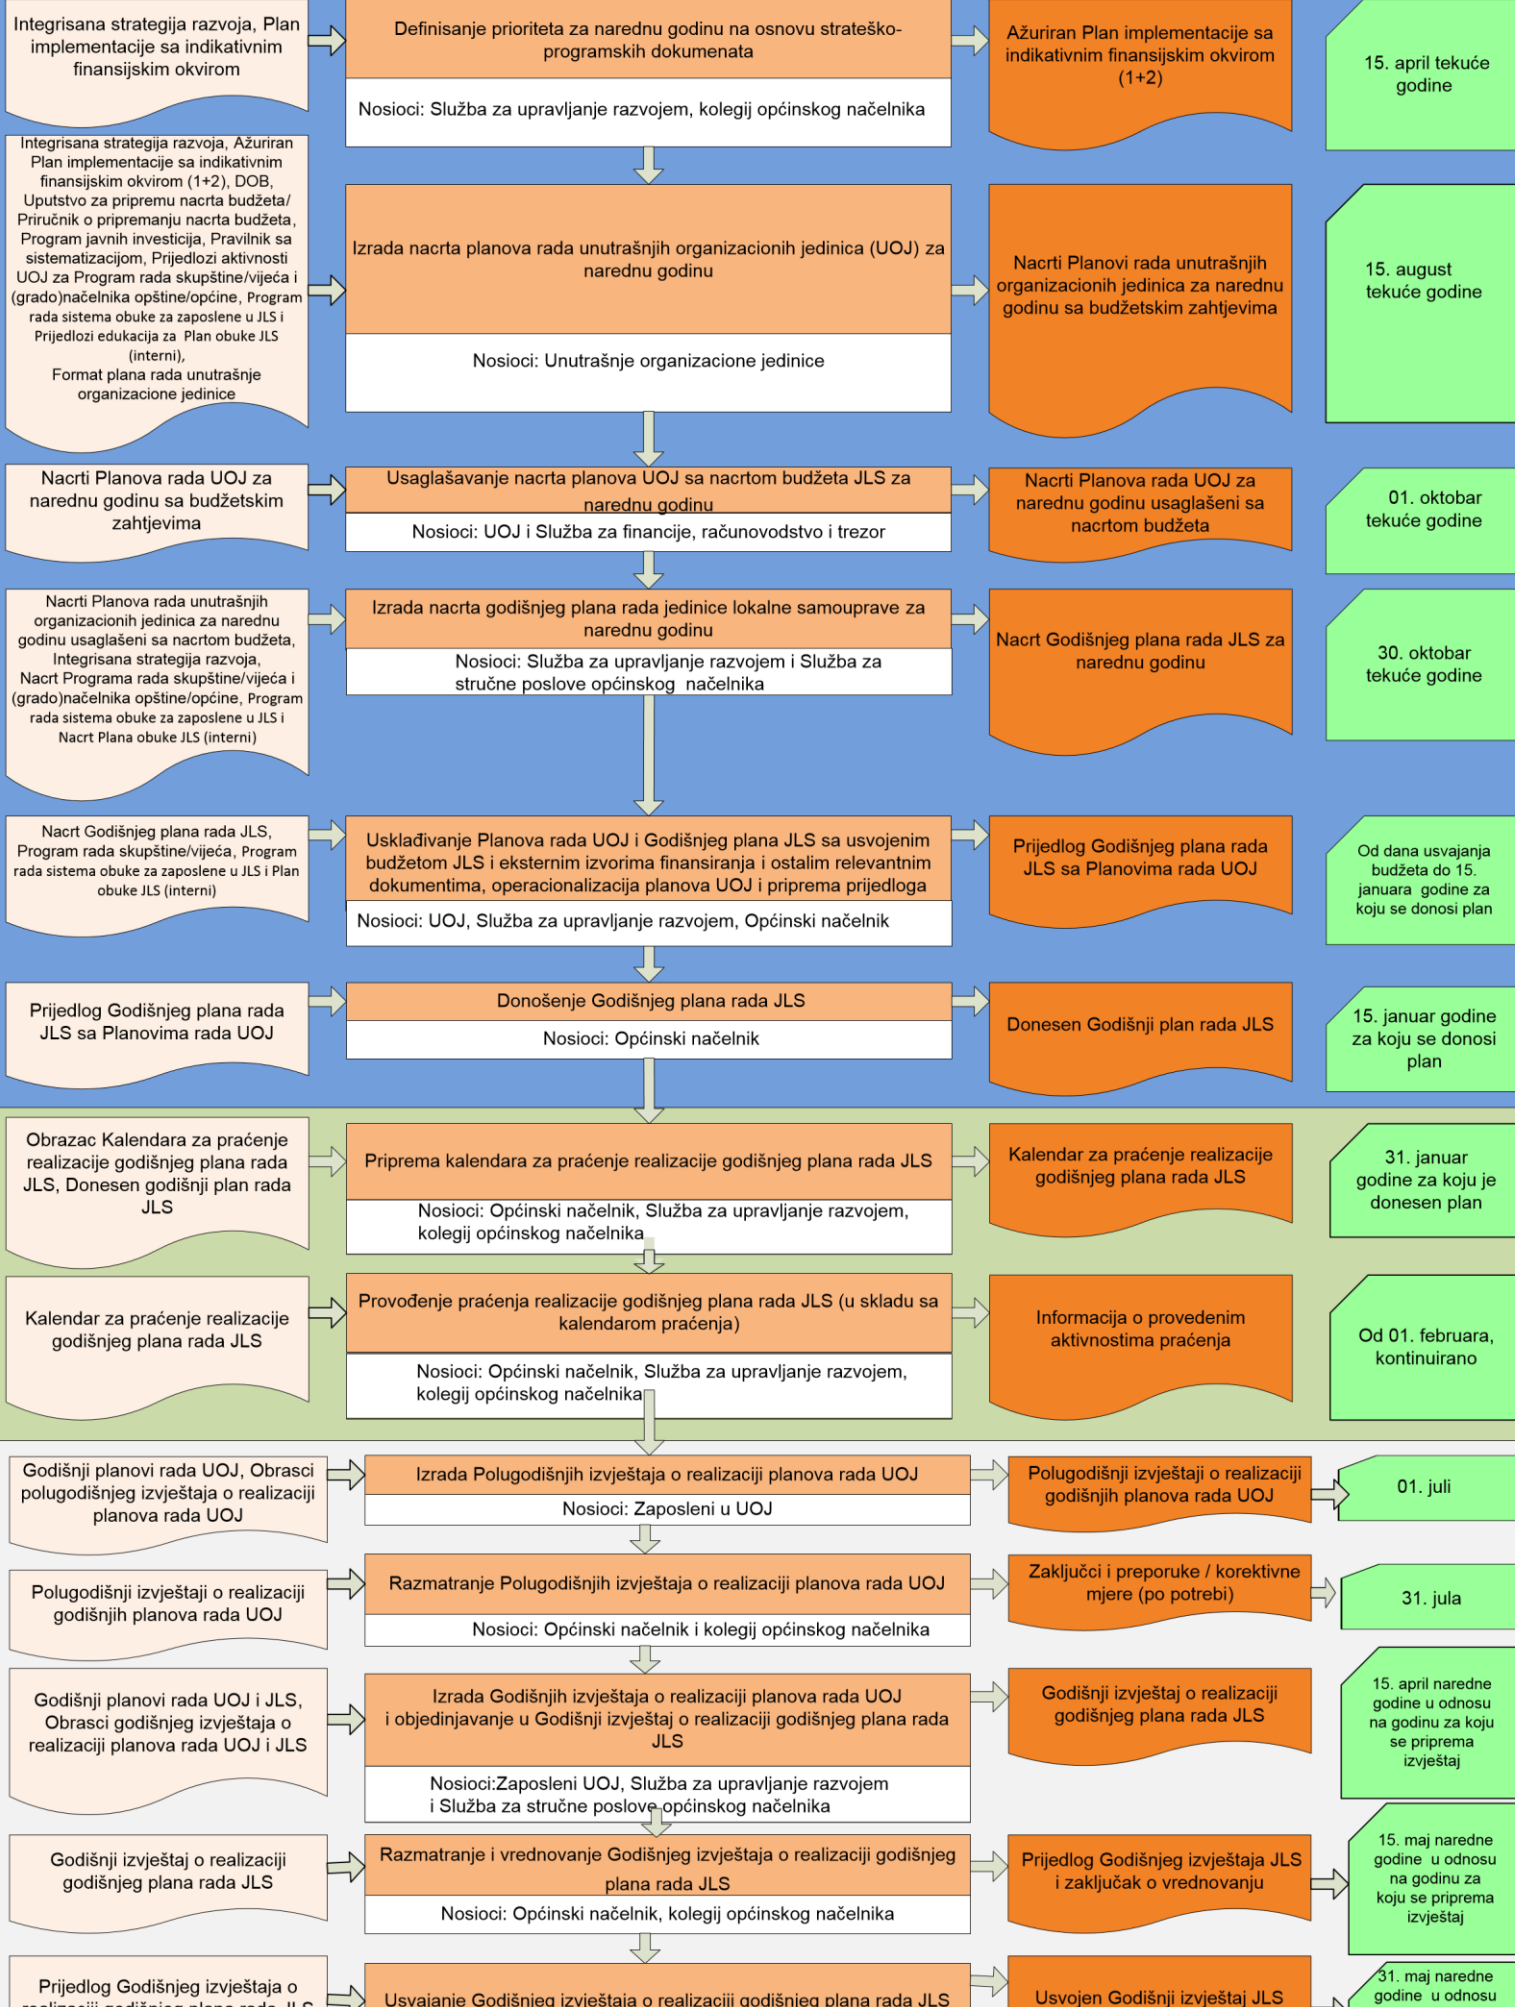 Integrisana strategija razvoja, Plan
implementacije sa indikativnim
finansijskim okvirom
Definisanje prioriteta za narednu godinu na osnovu strateško-
programskih dokumenata
Nosioci: Služba za upravljanje razvojem, kolegij općinskog načelnika
Ažuriran Plan implementacije sa
indikativnim finansijskim okvirom
(1+2)
15. april tekuće
godine
Integrisana strategija razvoja, Ažuriran
Plan implementacije sa indikativnim
finansijskim okvirom (1+2), DOB,
Uputstvo za pripremu nacrta budžeta/
Priručnik o pripremanju nacrta budžeta,
Program javnih investicija, Pravilnik sa
sistematizacijom, Prijedlozi aktivnosti
UOJ za Program rada skupštine/vijeća i
(grado)načelnika opštine/općine, Program
rada sistema obuke za zaposlene u JLS i
Prijedlozi edukacija za Plan obuke JLS
(interni),
Format plana rada unutrašnje
organizacione jedinice
Izrada nacrta planova rada unutrašnjih organizacionih jedinica (UOJ) za
narednu godinu
Nosioci: Unutrašnje organizacione jedinice
Nacrti Planovi rada unutrašnjih
organizacionih jedinica za narednu
godinu sa budžetskim zahtjevima
15. august
tekuće godine
Nacrti Planova rada UOJ za
narednu godinu sa budžetskim
zahtjevima
Usaglašavanje nacrta planova UOJ sa nacrtom budžeta JLS za
narednu godinu
Nosioci: UOJ i Služba za financije, računovodstvo i trezor
Nacrti Planova rada UOJ za
narednu godinu usaglašeni sa
nacrtom budžeta
01. oktobar
tekuće godine
Nacrti Planova rada unutrašnjih
organizacionih jedinica za narednu
godinu usaglašeni sa nacrtom budžeta,
Integrisana strategija razvoja,
Nacrt Programa rada skupštine/vijeća i
(grado)načelnika opštine/općine, Program
rada sistema obuke za zaposlene u JLS i
Nacrt Plana obuke JLS (interni)
Izrada nacrta godišnjeg plana rada jedinice lokalne samouprave za
narednu godinu
Nosioci: Služba za upravljanje razvojem i Služba za
stručne poslove općinskog načelnika
Nacrt Godišnjeg plana rada JLS za
narednu godinu
30. oktobar
tekuće godine
Nacrt Godišnjeg plana rada JLS,
Program rada skupštine/vijeća, Program
rada sistema obuke za zaposlene u JLS i Plan
obuke JLS (interni)
Usklađivanje Planova rada UOJ i Godišnjeg plana JLS sa usvojenim
budžetom JLS i eksternim izvorima finansiranja i ostalim relevantnim
dokumentima, operacionalizacija planova UOJ i priprema prijedloga
Nosioci: UOJ, Služba za upravljanje razvojem, Općinski načelnik
Prijedlog Godišnjeg plana rada
JLS sa Planovima rada UOJ
Od dana usvajanja
budžeta do 15.
januara godine za
koju se donosi plan
Prijedlog Godišnjeg plana rada
JLS sa Planovima rada UOJ
Donošenje Godišnjeg plana rada JLS
Nosioci: Općinski načelnik
Donesen Godišnji plan rada JLS
15. januar godine
za koju se donosi
plan
Obrazac Kalendara za praćenje
realizacije godišnjeg plana rada
JLS, Donesen godišnji plan rada
JLS
Priprema kalendara za praćenje realizacije godišnjeg plana rada JLS
Nosioci: Općinski načelnik, Služba za upravljanje razvojem,
kolegij općinskog načelnika
Kalendar za praćenje realizacije
godišnjeg plana rada JLS
31. januar
godine za koju je
donesen plan
Kalendar za praćenje realizacije
godišnjeg plana rada JLS
Provođenje praćenja realizacije godišnjeg plana rada JLS (u skladu sa
kalendarom praćenja)
Nosioci: Općinski načelnik, Služba za upravljanje razvojem,
kolegij općinskog načelnika
Informacija o provedenim
aktivnostima praćenja
Od 01. februara,
kontinuirano
Godišnji planovi rada UOJ, Obrasci
polugodišnjeg izvještaja o realizaciji
planova rada UOJ
Izrada Polugodišnjih izvještaja o realizaciji planova rada UOJ
Nosioci: Zaposleni u UOJ
Polugodišnji izvještaji o realizaciji
godišnjih planova rada UOJ
01. juli
Polugodišnji izvještaji o realizaciji
godišnjih planova rada UOJ
Razmatranje Polugodišnjih izvještaja o realizaciji planova rada UOJ
Nosioci: Općinski načelnik i kolegij općinskog načelnika
Zaključci i preporuke / korektivne
mjere (po potrebi)
31. jula
Godišnji planovi rada UOJ i JLS,
Obrasci godišnjeg izvještaja o
realizaciji planova rada UOJ i JLS
Izrada Godišnjih izvještaja o realizaciji planova rada UOJ
i objedinjavanje u Godišnji izvještaj o realizaciji godišnjeg plana rada
JLS
Nosioci:Zaposleni UOJ, Služba za upravljanje razvojem
i Služba za stručne poslove općinskog načelnika
Godišnji izvještaj o realizaciji
godišnjeg plana rada JLS
15. april naredne
godine u odnosu
na godinu za koju
se priprema
izvještaj
Godišnji izvještaj o realizaciji
godišnjeg plana rada JLS
Razmatranje i vrednovanje Godišnjeg izvještaja o realizaciji godišnjeg
plana rada JLS
Nosioci: Općinski načelnik, kolegij općinskog načelnika
Prijedlog Godišnjeg izvještaja JLS
i zaključak o vrednovanju
15. maj naredne
godine u odnosu
na godinu za
koju se priprema
izvještaj
Prijedlog Godišnjeg izvještaja o
realizaciji godišnjeg plana rada JLS
Usvajanje Godišnjeg izvještaja o realizaciji godišnjeg plana rada JLS
Usvojen Godišnji izvještaj JLS
31. maj naredne
godine u odnosu